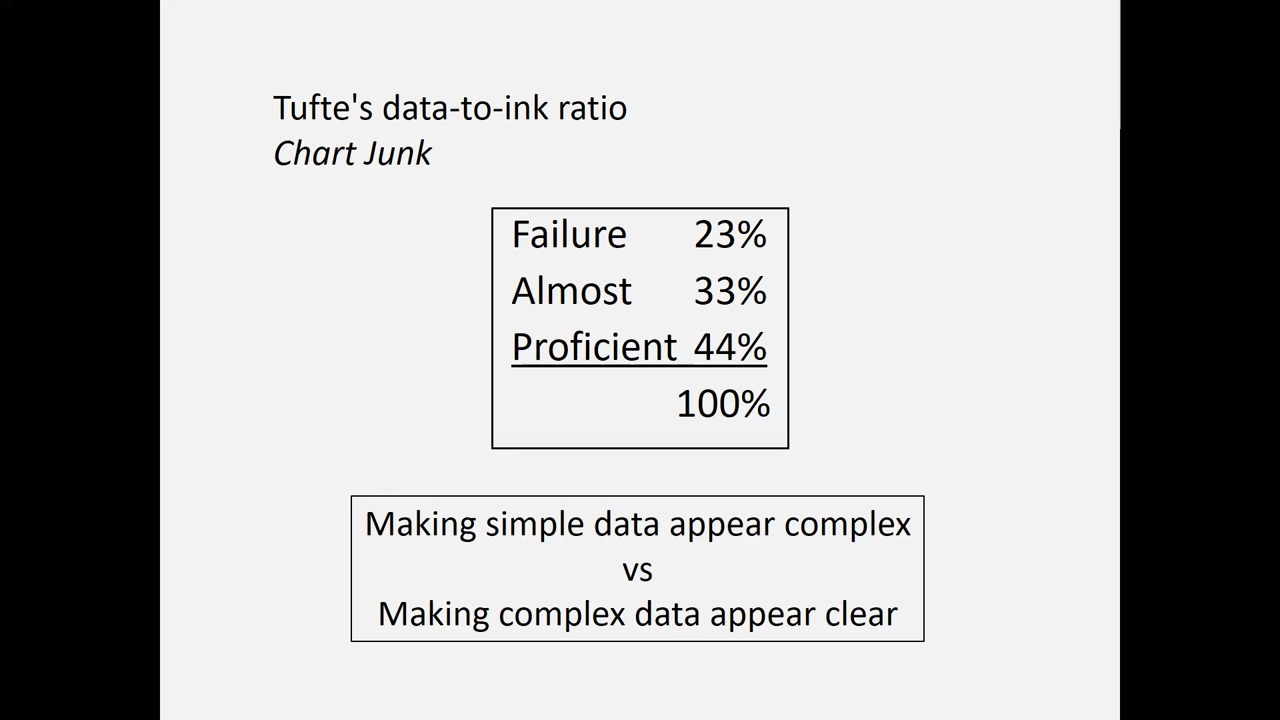 Tufte's data-to-ink ratio
Chart Junk
Failure 23%
Almost 33%
Proficient 44%
100%
Making simple data appear complex
vs
Making complex data appear clear